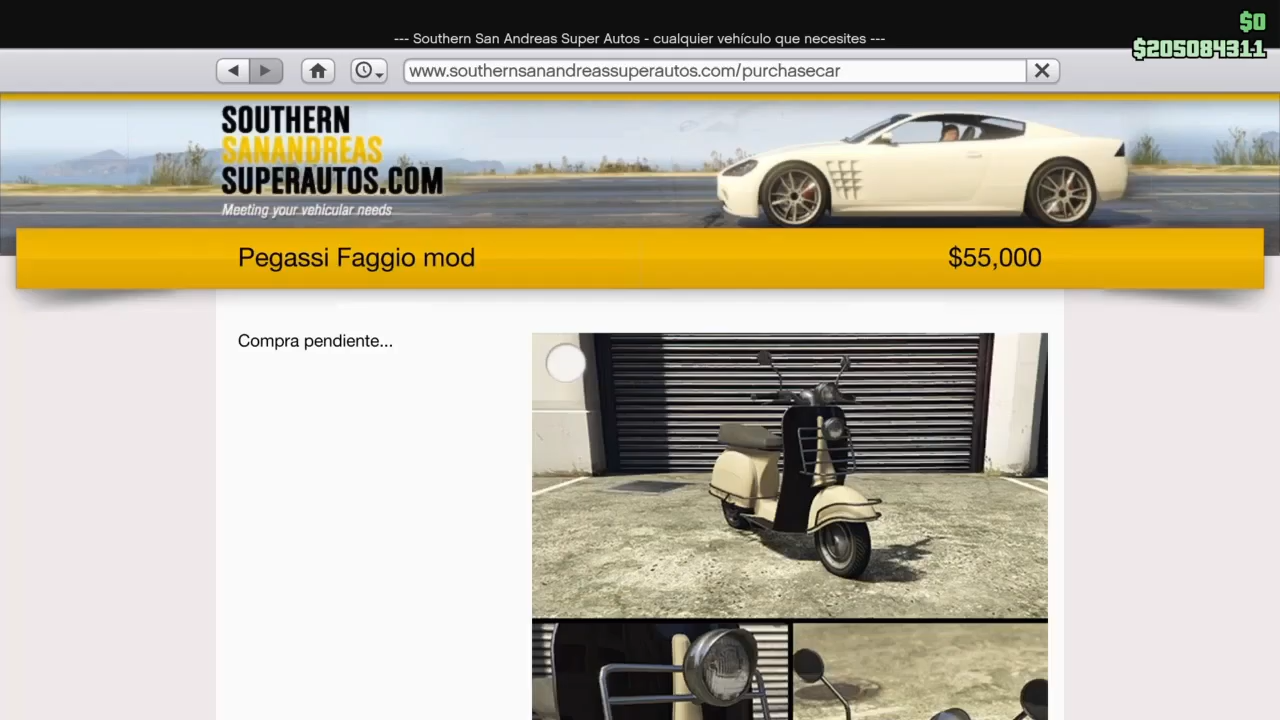 $0
$205084311
--- Southern San Andreas Super Autos - cualquier vehículo que necesites ---
www.southernsanandreassuperautos.com/purchasecar
SOUTHERN
SANANDREAS
SUPERAUTOS.COM
Meeting your vehicular needs
Pegassi Faggio mod
$55,000
Compra pendiente...